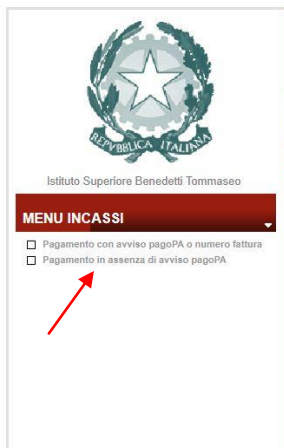 REPVBBLICA ITALIANA
Istituto Superiore Benedetti Tommaseo
MENU INCASSI
Pagamento con avviso pagoPA o numero fattura
Pagamento in assenza di avviso pagoPA